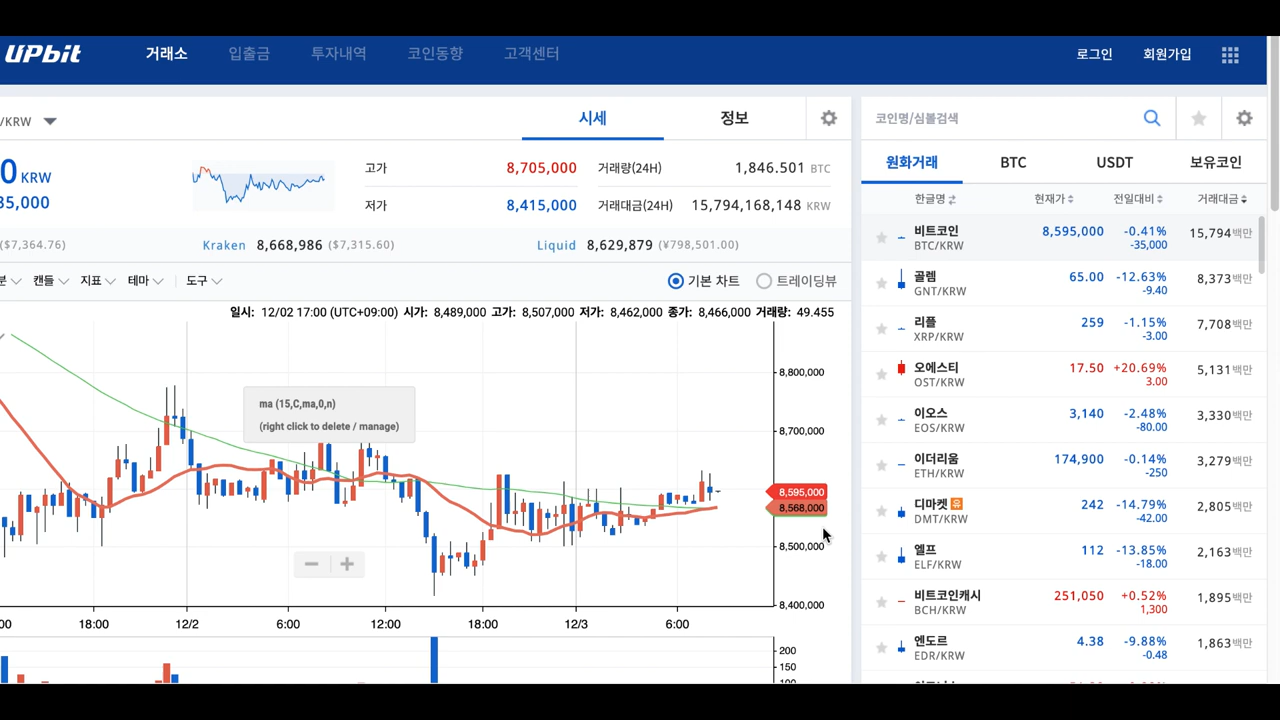 UPbit 거래소 입출금 투자내역 코인동향 고객센터 로그인 회원가입
/KRW 시세 정보
0 KRW
35,000
고가 8,705,000 거래량(24H) 1,846.501 BTC
저가 8,415,000 거래대금(24H) 15,794,168,148 KRW
($7,364.76) Kraken 8,668,986 ($7,315.60) Liquid 8,629,879 (¥798,501.00)
분 캔들 지표 테마 도구 기본 차트 트레이딩뷰
일시: 12/02 17:00 (UTC+09:00) 시가: 8,489,000 고가: 8,507,000 저가: 8,462,000 종가: 8,466,000 거래량: 49.455
ma (15,C,ma,0,n)
(right click to delete / manage)
8,800,000
8,700,000
8,595,000
8,568,000
8,500,000
8,400,000
00 18:00 12/2 6:00 12:00 18:00 12/3 6:00
200
150
100
코인명/심볼검색
원화거래 BTC USDT 보유코인
한글명 현재가 전일대비 거래대금
비트코인 8,595,000 -0.41% 15,794백만
BTC/KRW -35,000
골렘 65.00 -12.63% 8,373백만
GNT/KRW -9.40
리플 259 -1.15% 7,708백만
XRP/KRW -3.00
오에스티 17.50 +20.69% 5,131백만
OST/KRW 3.00
이오스 3,140 -2.48% 3,330백만
EOS/KRW -80.00
이더리움 174,900 -0.14% 3,279백만
ETH/KRW -250
디마켓 유 242 -14.79% 2,805백만
DMT/KRW -42.00
엘프 112 -13.85% 2,163백만
ELF/KRW -18.00
비트코인캐시 251,050 +0.52% 1,895백만
BCH/KRW 1,300
엔도르 4.38 -9.88% 1,863백만
EDR/KRW -0.48